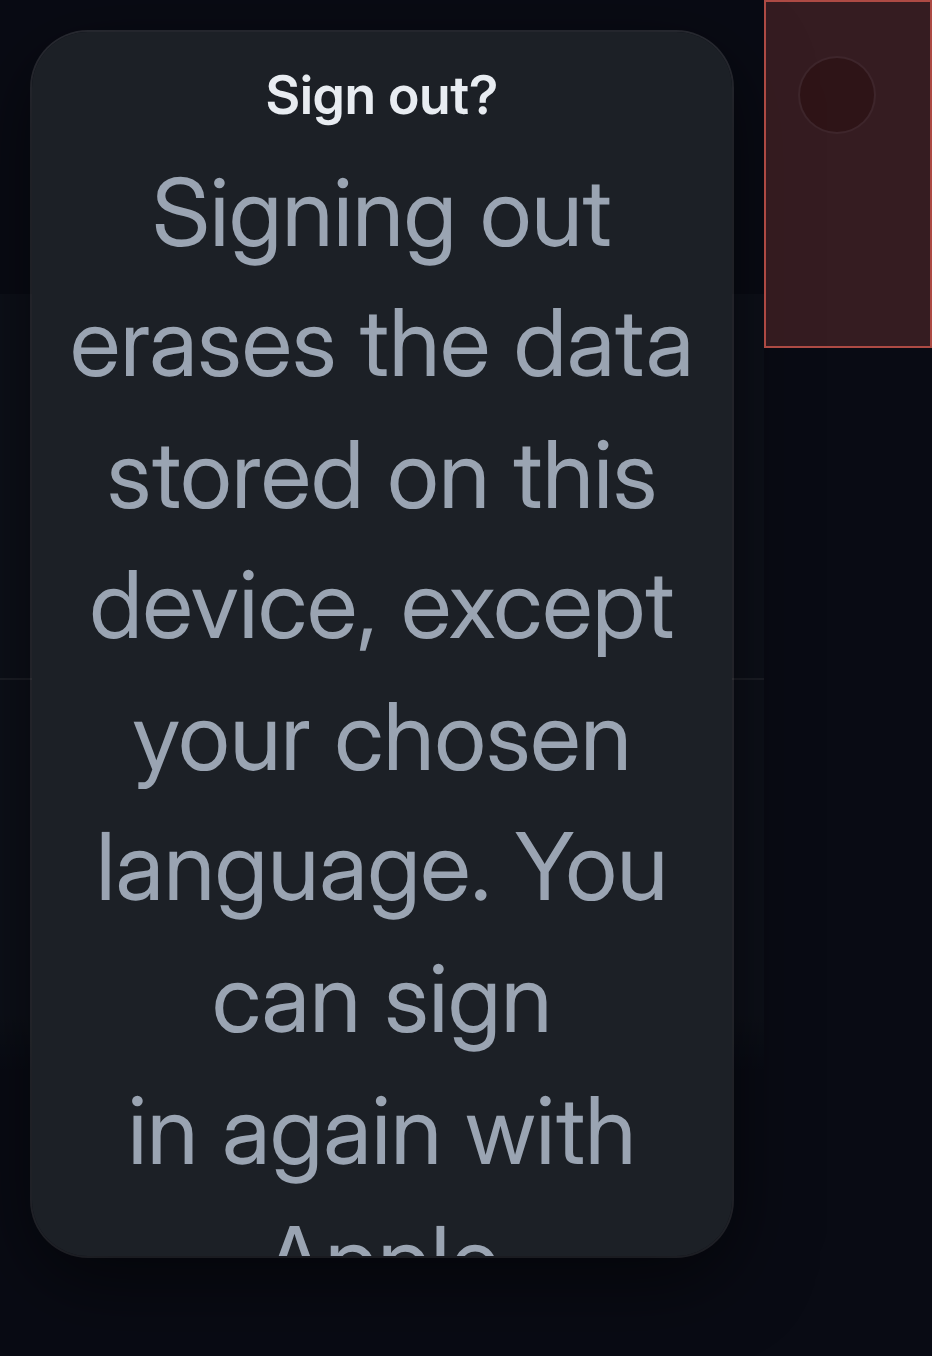 Sign out?
Signing out
erases the data
stored on this
device, except
your chosen
language. You
can sign
in again with
Apple